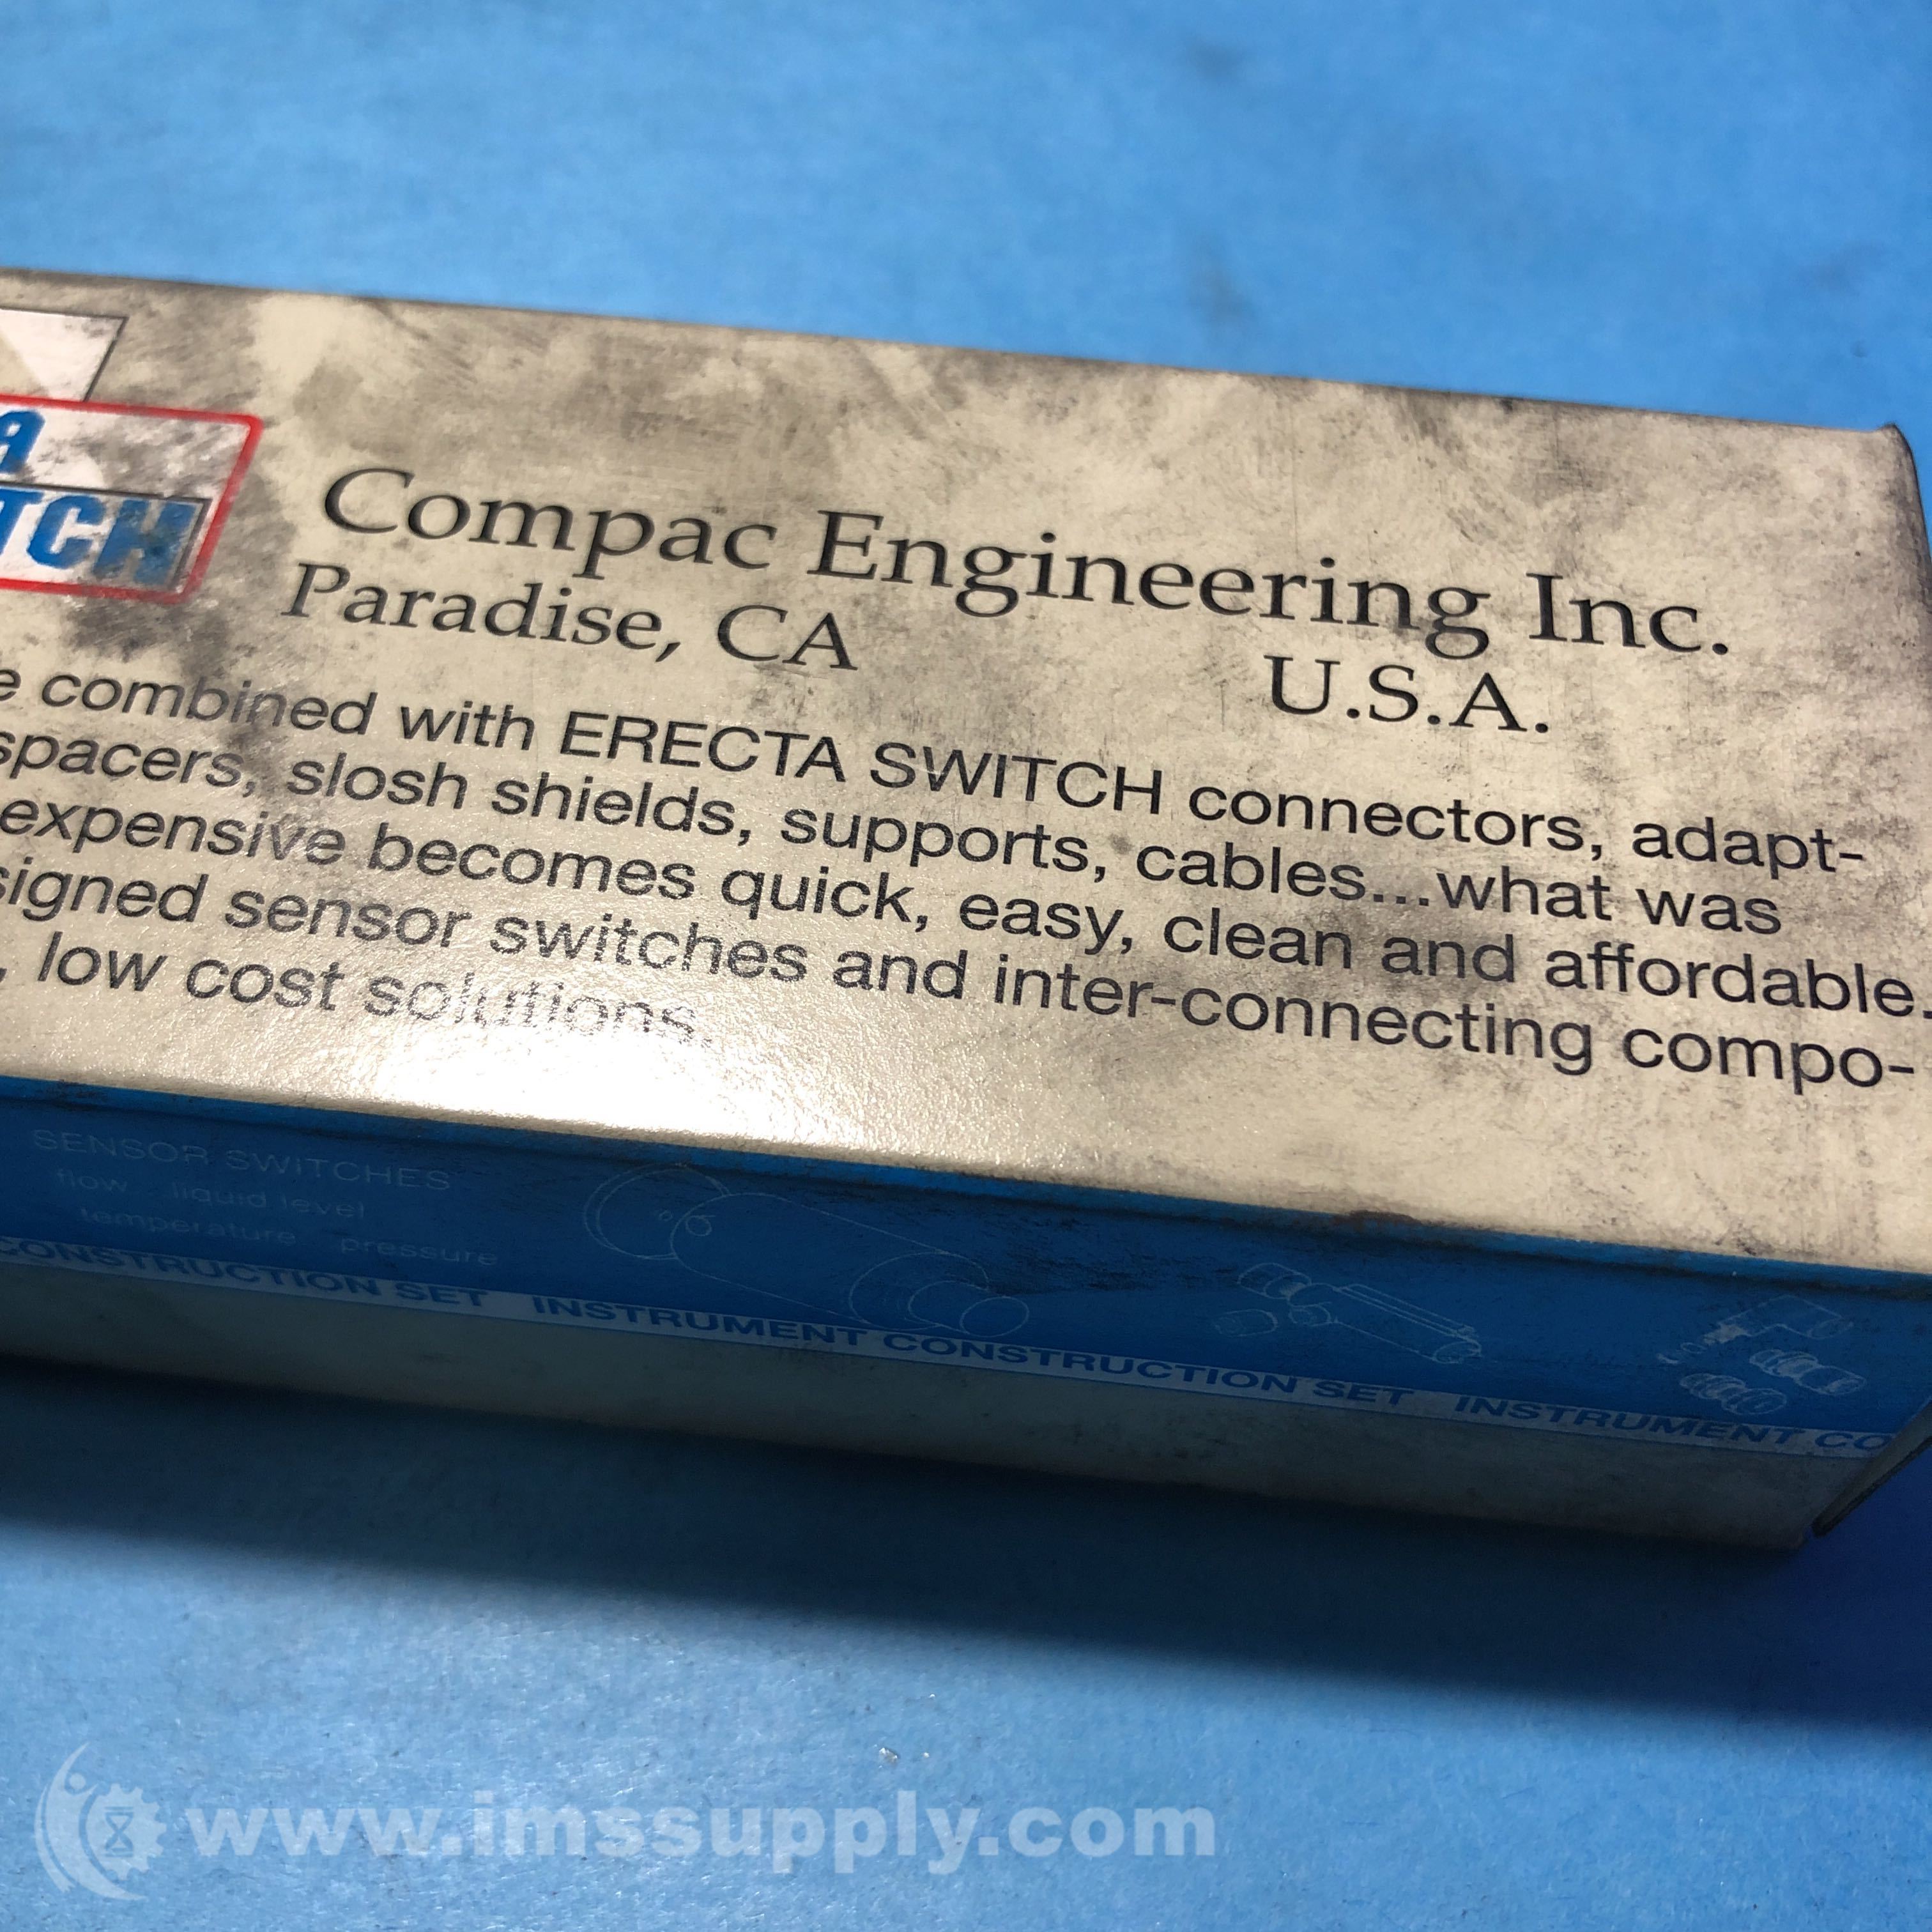 A
TCH
Compac Engineering Inc.
Paradise, CA U.S.A.
e combined with ERECTA SWITCH connectors, adapt-
spacers, slosh shields, supports, cables...what was
expensive becomes quick, easy, clean and affordable.
signed sensor switches and inter-connecting compo-
, low cost solutions.
SENSOR SWITCHES
flow liquid level
temperature pressure
CONSTRUCTION SET INSTRUMENT CONSTRUCTION SET INSTRUMENT CO
www.imssupply.com